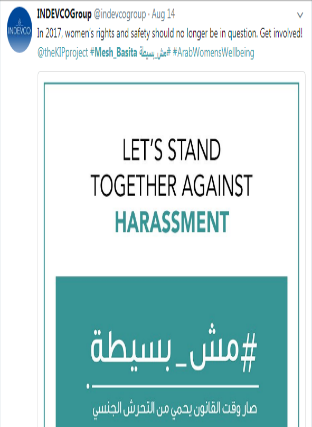 INDEVCOGroup @indevcogroup · Aug 14
In 2017, women's rights and safety should no longer be in question. Get involved!
@theKIPproject #Mesh_Basita #مش_بسيطة #ArabWomensWellbeing
INDEVCO
LET'S STAND
TOGETHER AGAINST
HARASSMENT
#مش_بسيطة
صار وقت القانون يحمي من التحرش الجنسي